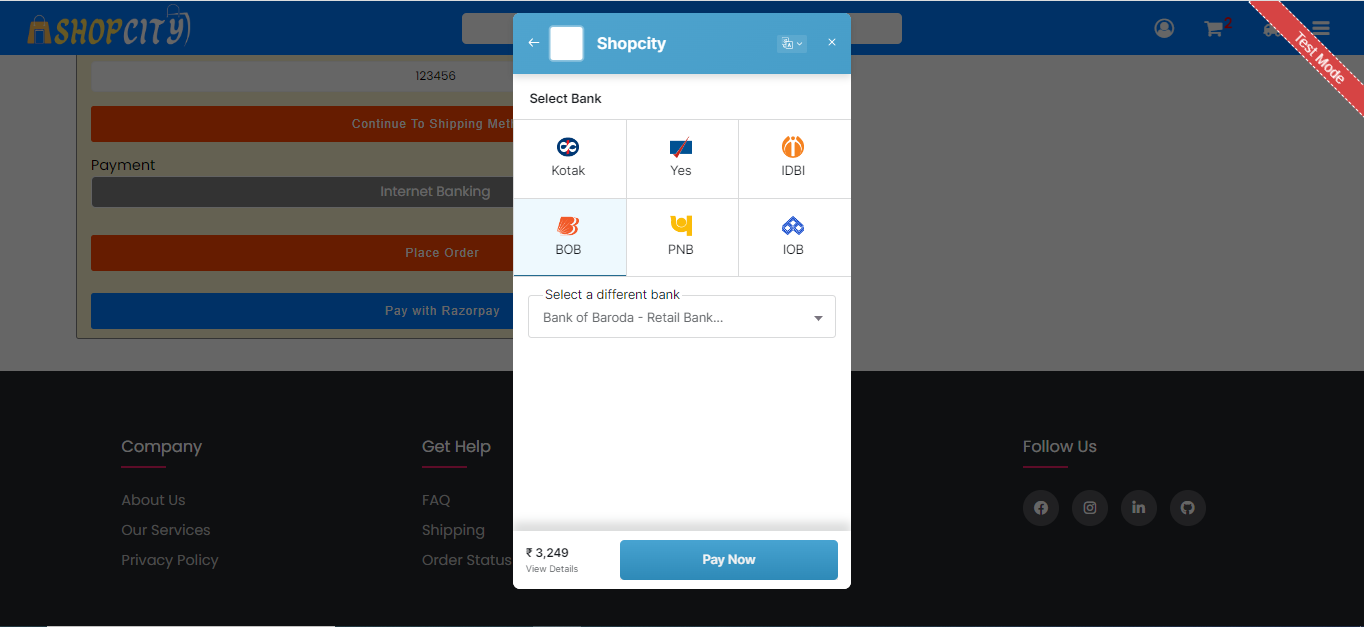 SHOPCITY
2
Test Mode
Shopcity
123456
Continue To Shipping Meth
Payment
Internet Banking
Place Order
Pay with Razorpay
Select Bank
Kotak
Yes
IDBI
BOB
PNB
IOB
Select a different bank
Bank of Baroda - Retail Bank...
₹ 3,249
View Details
Pay Now
Company
About Us
Our Services
Privacy Policy
Get Help
FAQ
Shipping
Order Status
Follow Us